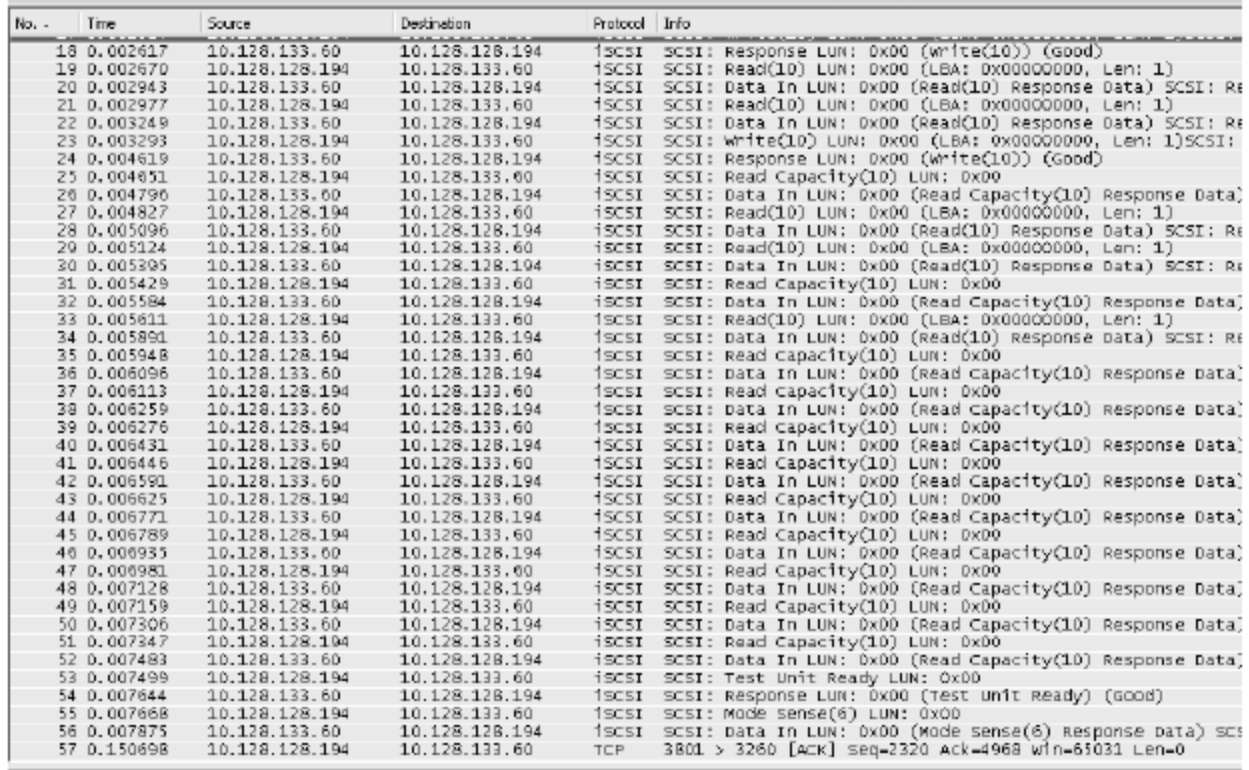 No. - Time Source Destination Protocol Info
18 0.002617 10.128.133.60 10.128.128.194 iSCSI SCSI: Response LUN: 0x00 (Write(10)) (Good)
19 0.002670 10.128.128.194 10.128.133.60 iSCSI SCSI: Read(10) LUN: 0x00 (LBA: 0x00000000, Len: 1)
20 0.002943 10.128.133.60 10.128.128.194 iSCSI SCSI: Data In LUN: 0x00 (Read(10) Response Data) SCSI: Re
21 0.002977 10.128.128.194 10.128.133.60 iSCSI SCSI: Read(10) LUN: 0x00 (LBA: 0x00000000, Len: 1)
22 0.003249 10.128.133.60 10.128.128.194 iSCSI SCSI: Data In LUN: 0x00 (Read(10) Response Data) SCSI: Re
23 0.003293 10.128.128.194 10.128.133.60 iSCSI SCSI: Write(10) LUN: 0x00 (LBA: 0x00000000, Len: 1)SCSI:
24 0.004619 10.128.133.60 10.128.128.194 iSCSI SCSI: Response LUN: 0x00 (Write(10)) (Good)
25 0.004651 10.128.128.194 10.128.133.60 iSCSI SCSI: Read Capacity(10) LUN: 0x00
26 0.004796 10.128.133.60 10.128.128.194 iSCSI SCSI: Data In LUN: 0x00 (Read Capacity(10) Response Data)
27 0.004827 10.128.128.194 10.128.133.60 iSCSI SCSI: Read(10) LUN: 0x00 (LBA: 0x00000000, Len: 1)
28 0.005096 10.128.133.60 10.128.128.194 iSCSI SCSI: Data In LUN: 0x00 (Read(10) Response Data) SCSI: Re
29 0.005124 10.128.128.194 10.128.133.60 iSCSI SCSI: Read(10) LUN: 0x00 (LBA: 0x00000000, Len: 1)
30 0.005395 10.128.133.60 10.128.128.194 iSCSI SCSI: Data In LUN: 0x00 (Read(10) Response Data) SCSI: Re
31 0.005429 10.128.128.194 10.128.133.60 iSCSI SCSI: Read Capacity(10) LUN: 0x00
32 0.005584 10.128.133.60 10.128.128.194 iSCSI SCSI: Data In LUN: 0x00 (Read Capacity(10) Response Data)
33 0.005611 10.128.128.194 10.128.133.60 iSCSI SCSI: Read(10) LUN: 0x00 (LBA: 0x00000000, Len: 1)
34 0.005891 10.128.133.60 10.128.128.194 iSCSI SCSI: Data In LUN: 0x00 (Read(10) Response Data) SCSI: Re
35 0.005948 10.128.128.194 10.128.133.60 iSCSI SCSI: Read Capacity(10) LUN: 0x00
36 0.006096 10.128.133.60 10.128.128.194 iSCSI SCSI: Data In LUN: 0x00 (Read Capacity(10) Response Data)
37 0.006113 10.128.128.194 10.128.133.60 iSCSI SCSI: Read Capacity(10) LUN: 0x00
38 0.006259 10.128.133.60 10.128.128.194 iSCSI SCSI: Data In LUN: 0x00 (Read Capacity(10) Response Data)
39 0.006276 10.128.128.194 10.128.133.60 iSCSI SCSI: Read Capacity(10) LUN: 0x00
40 0.006431 10.128.133.60 10.128.128.194 iSCSI SCSI: Data In LUN: 0x00 (Read Capacity(10) Response Data)
41 0.006446 10.128.128.194 10.128.133.60 iSCSI SCSI: Read Capacity(10) LUN: 0x00
42 0.006591 10.128.133.60 10.128.128.194 iSCSI SCSI: Data In LUN: 0x00 (Read Capacity(10) Response Data)
43 0.006625 10.128.128.194 10.128.133.60 iSCSI SCSI: Read Capacity(10) LUN: 0x00
44 0.006771 10.128.133.60 10.128.128.194 iSCSI SCSI: Data In LUN: 0x00 (Read Capacity(10) Response Data)
45 0.006789 10.128.128.194 10.128.133.60 iSCSI SCSI: Read Capacity(10) LUN: 0x00
46 0.006935 10.128.133.60 10.128.128.194 iSCSI SCSI: Data In LUN: 0x00 (Read Capacity(10) Response Data)
47 0.006981 10.128.128.194 10.128.133.60 iSCSI SCSI: Read Capacity(10) LUN: 0x00
48 0.007128 10.128.133.60 10.128.128.194 iSCSI SCSI: Data In LUN: 0x00 (Read Capacity(10) Response Data)
49 0.007159 10.128.128.194 10.128.133.60 iSCSI SCSI: Read Capacity(10) LUN: 0x00
50 0.007306 10.128.133.60 10.128.128.194 iSCSI SCSI: Data In LUN: 0x00 (Read Capacity(10) Response Data)
51 0.007347 10.128.128.194 10.128.133.60 iSCSI SCSI: Read Capacity(10) LUN: 0x00
52 0.007483 10.128.133.60 10.128.128.194 iSCSI SCSI: Data In LUN: 0x00 (Read Capacity(10) Response Data)
53 0.007499 10.128.128.194 10.128.133.60 iSCSI SCSI: Test Unit Ready LUN: 0x00
54 0.007644 10.128.133.60 10.128.128.194 iSCSI SCSI: Response LUN: 0x00 (Test Unit Ready) (Good)
55 0.007668 10.128.128.194 10.128.133.60 iSCSI SCSI: Mode Sense(6) LUN: 0x00
56 0.007875 10.128.133.60 10.128.128.194 iSCSI SCSI: Data In LUN: 0x00 (Mode Sense(6) Response Data) SCS
57 0.150698 10.128.128.194 10.128.133.60 TCP 3801 > 3260 [ACK] Seq=2320 Ack=4968 Win=65031 Len=0